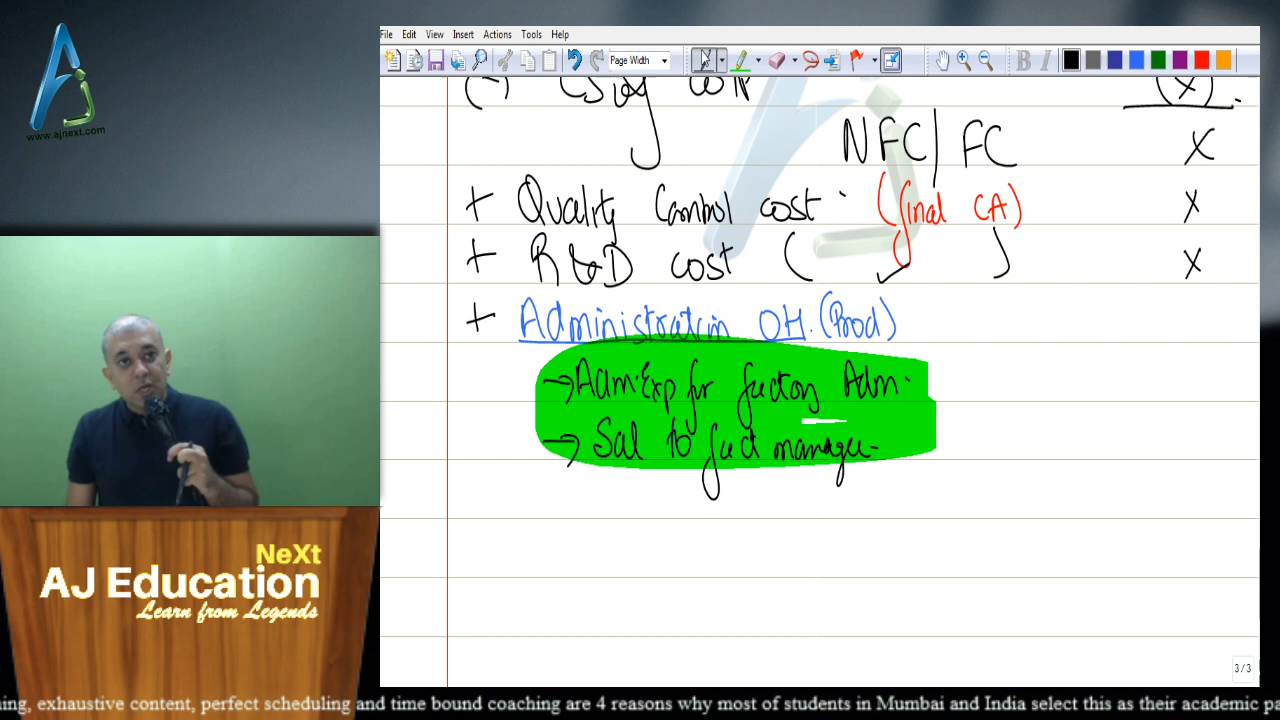 www.ajnext.com
File Edit View Insert Actions Tools Help
Page Width
B I
(-) (X)
NFC | FC X
+ Quality Control cost (final CA) X
+ R&D cost ( ) X
+ Administration OH. (Prod)
→ Adm. Exp for factory Adm.
→ Sal to fact manager
NeXt
AJ Education
Learn from Legends
3/3
ning, exhaustive content, perfect scheduling and time bound coaching are 4 reasons why most of students in Mumbai and India select this as their academic pa